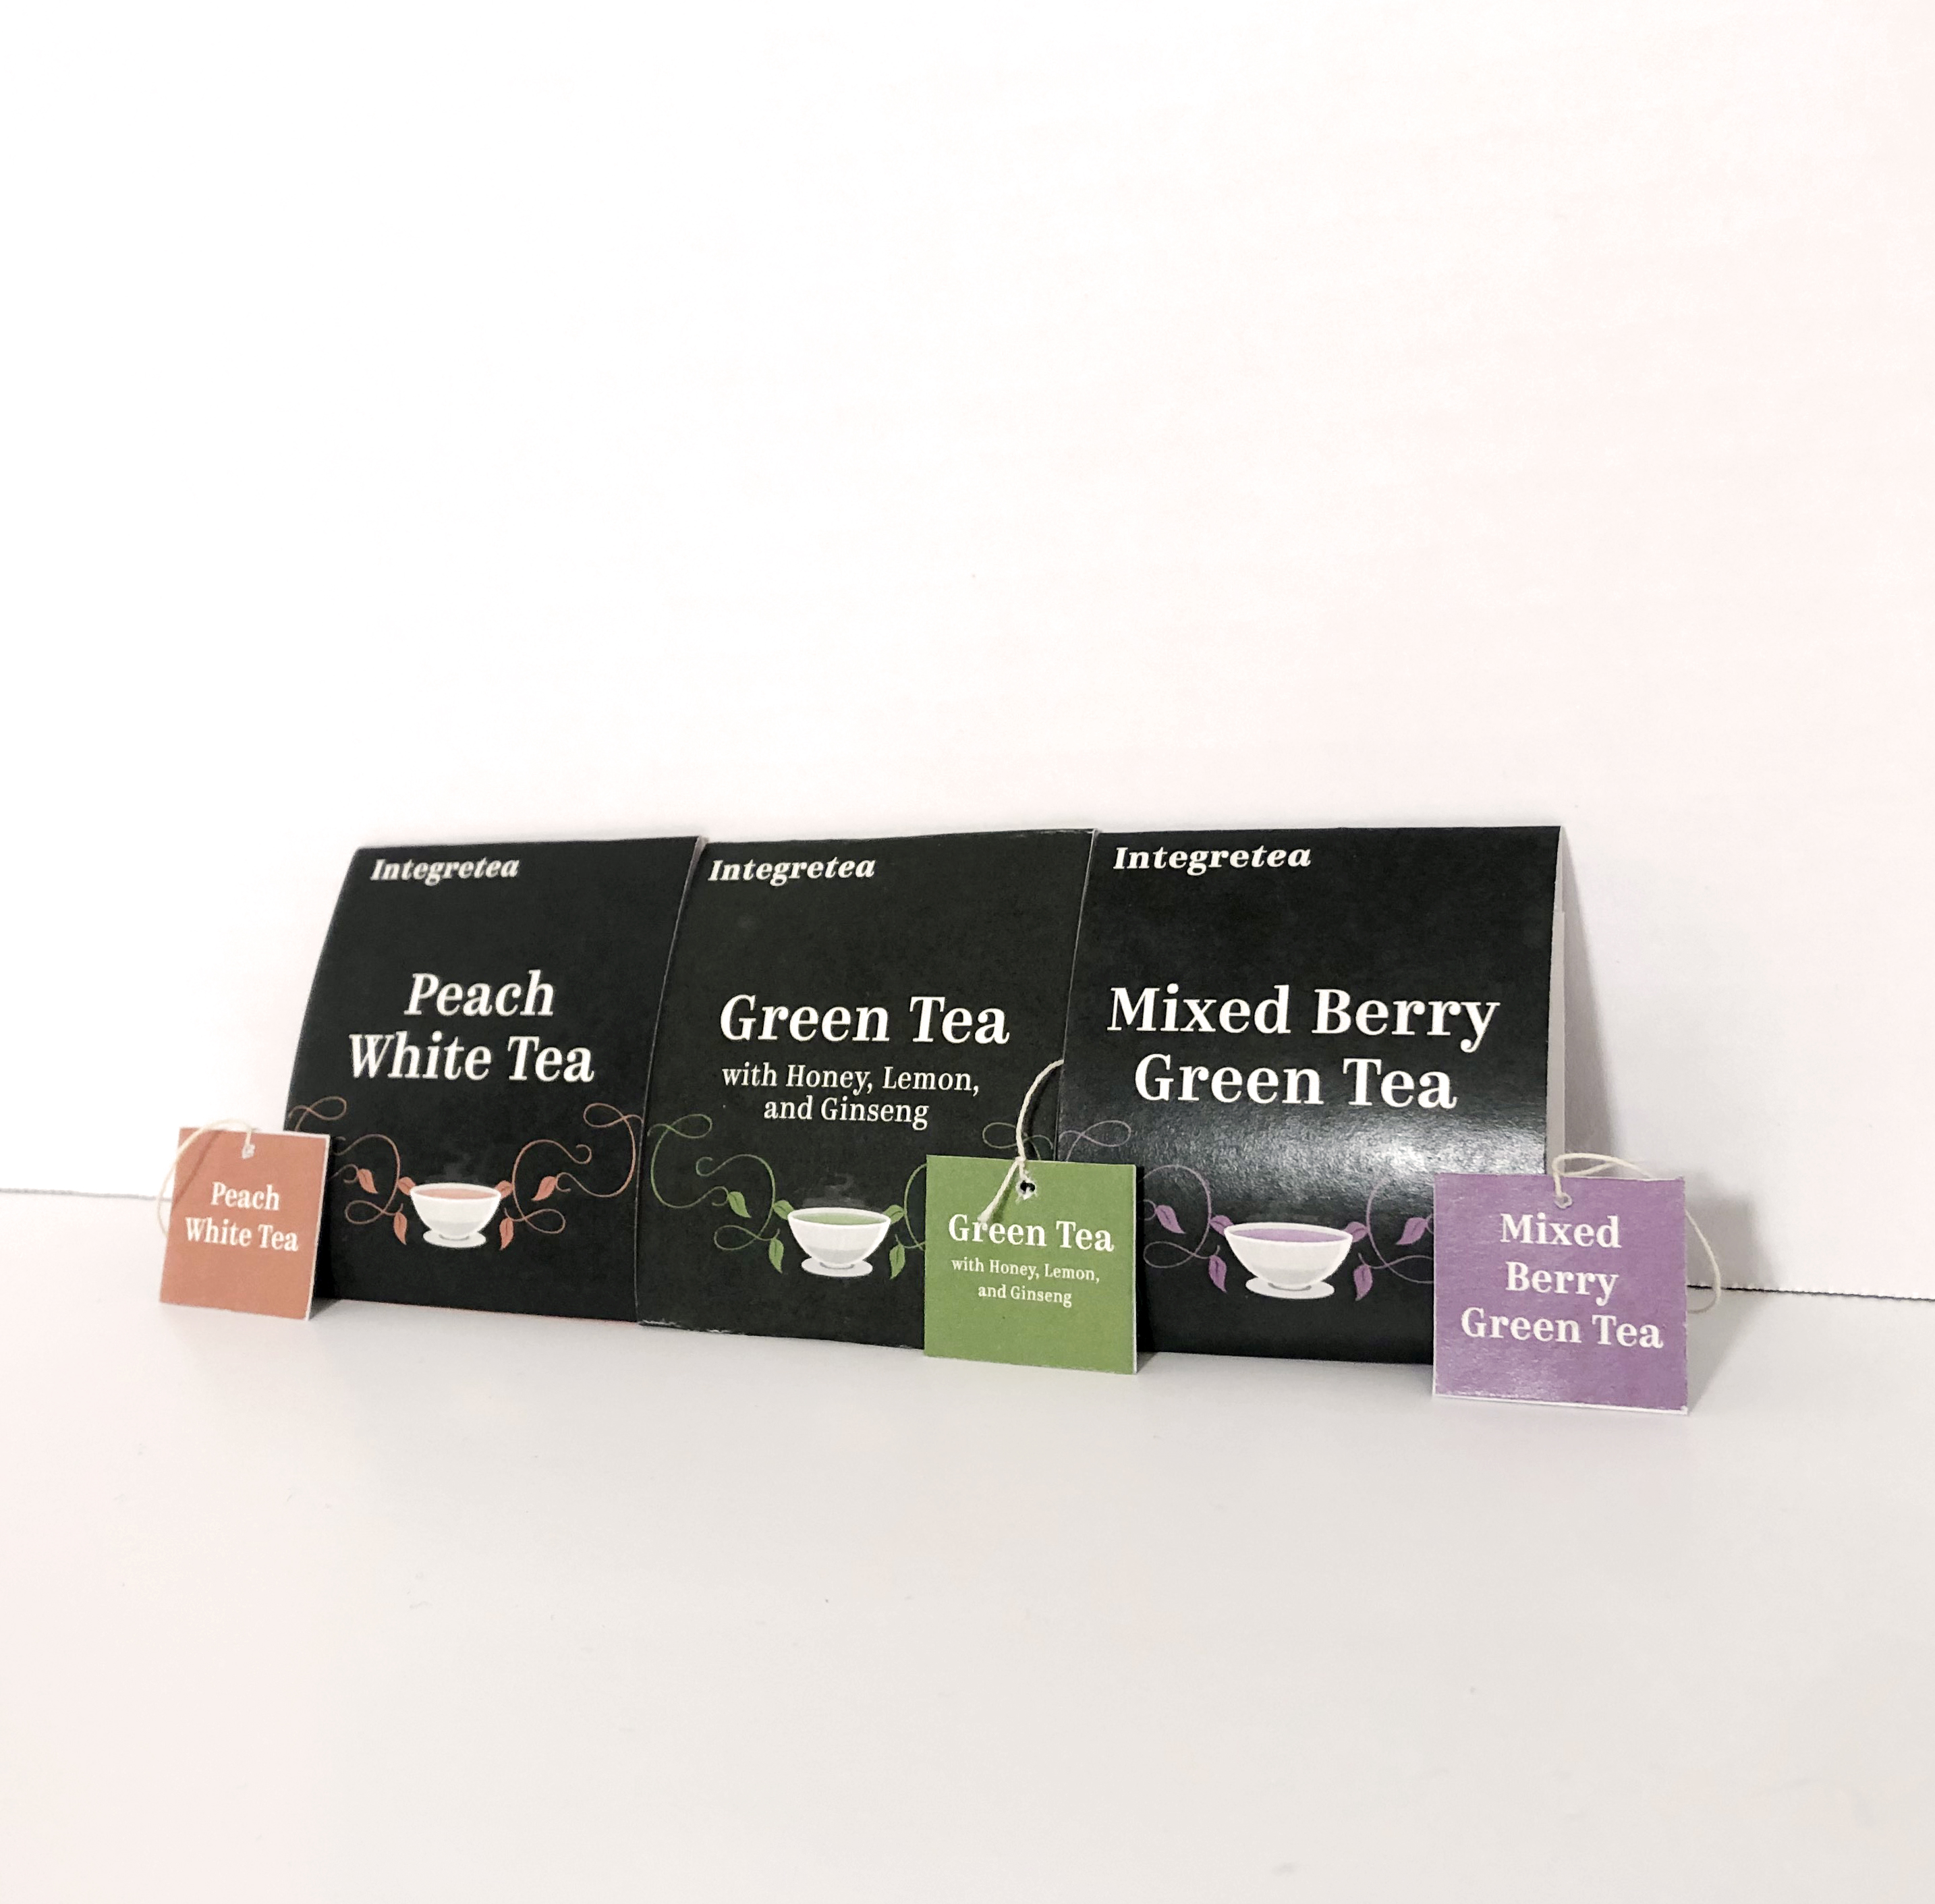 Integretea
Peach
White Tea
Peach
White Tea
Integretea
Green Tea
with Honey, Lemon,
and Ginseng
Green Tea
with Honey, Lemon,
and Ginseng
Integretea
Mixed Berry
Green Tea
Mixed
Berry
Green Tea